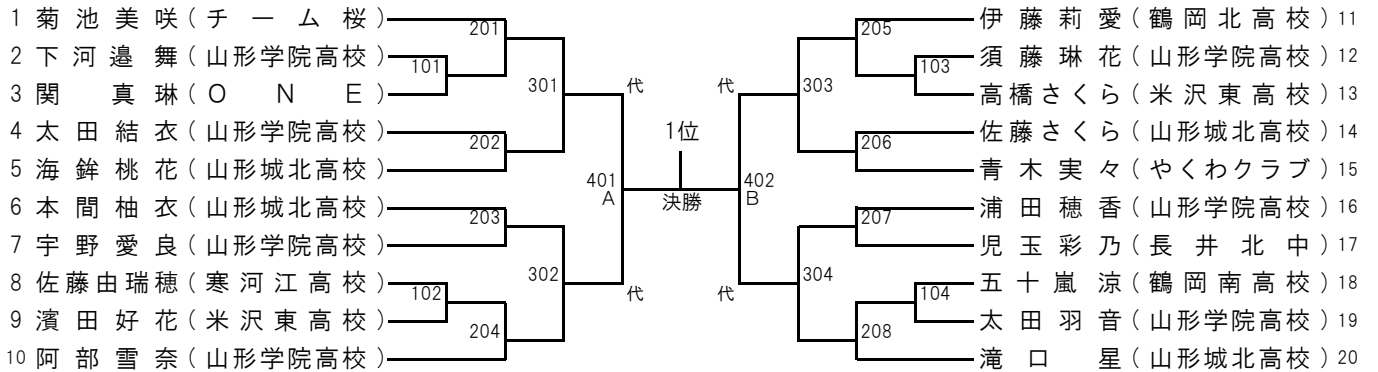 1 菊池美咲(チーム桜)
2 下河邉舞(山形学院高校)
3 関真琳(ONE)
4 太田結衣(山形学院高校)
5 海鉾桃花(山形城北高校)
6 本間柚衣(山形城北高校)
7 宇野愛良(山形学院高校)
8 佐藤由瑞穂(寒河江高校)
9 濱田好花(米沢東高校)
10 阿部雪奈(山形学院高校)
201
101
202
203
102
204
301
302
代
代
401
A
1位
決勝
402
B
代
代
303
304
205
103
206
207
104
208
伊藤莉愛(鶴岡北高校) 11
須藤琳花(山形学院高校) 12
高橋さくら(米沢東高校) 13
佐藤さくら(山形城北高校) 14
青木実々(やくわクラブ) 15
浦田穂香(山形学院高校) 16
児玉彩乃(長井北中) 17
五十嵐涼(鶴岡南高校) 18
太田羽音(山形学院高校) 19
滝口星(山形城北高校) 20